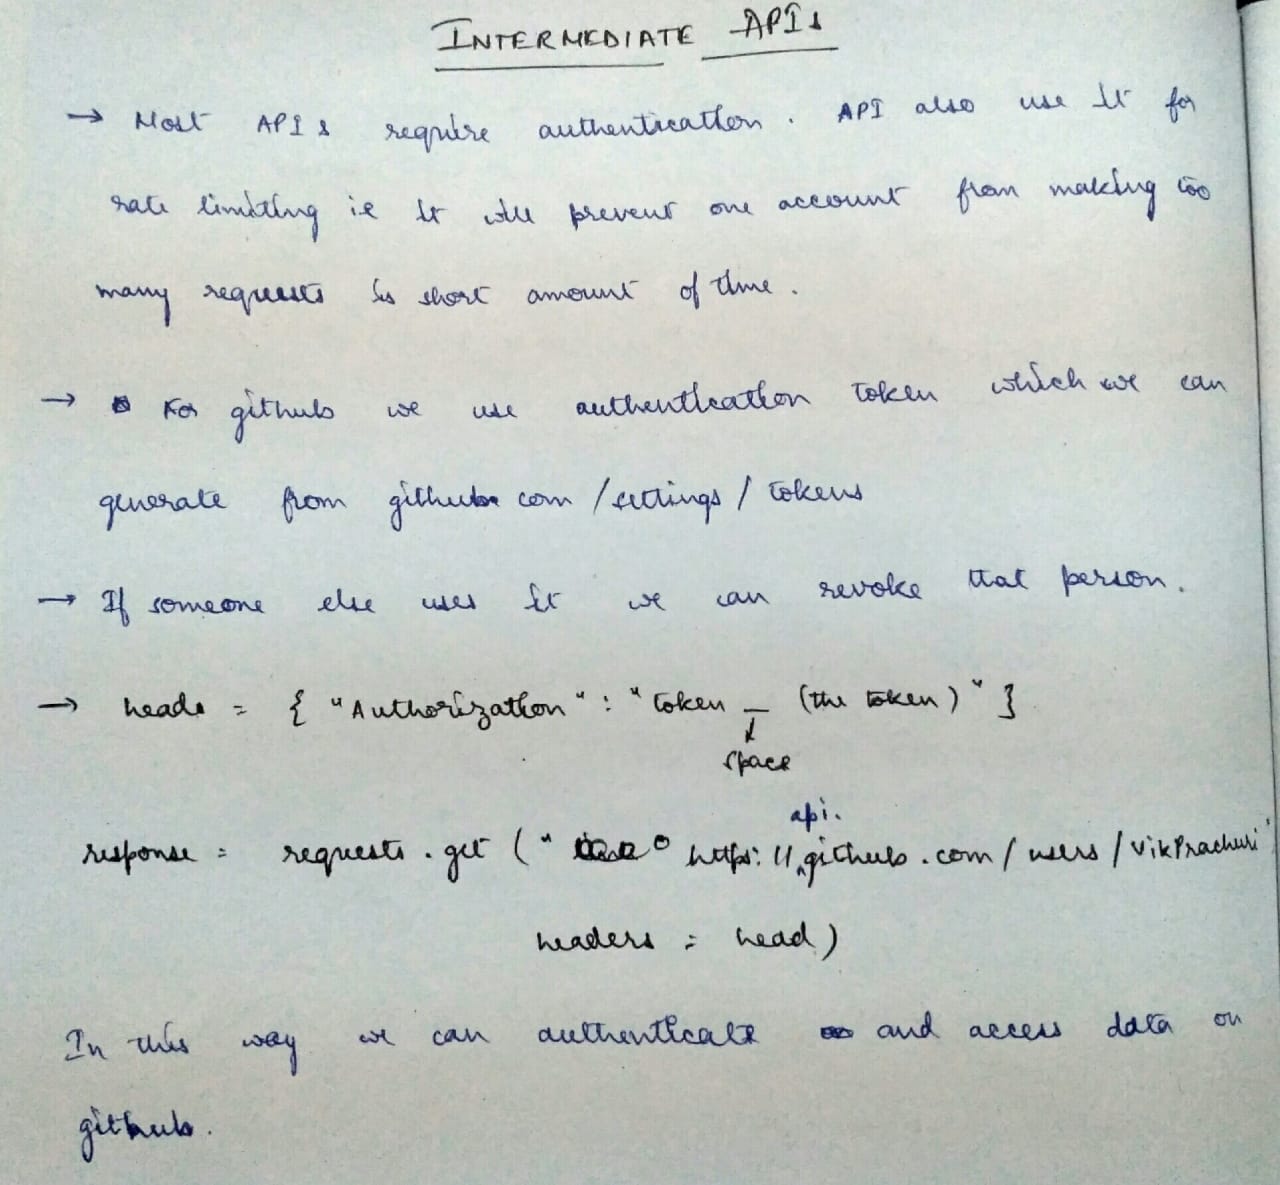 INTERMEDIATE APIs
→ Most APIs require authentication. API also use it for
rate limiting ie it will prevent one account from making too
many requests in short amount of time.
→ For github we use authentication token which we can
generate from github.com/settings/tokens
→ If someone else uses it we can revoke that person.
→ heads = { "Authorization" : "token _ (the token)" }
↓
space
api.
response = requests.get (" https://github.com/users/VikPrachuri"
headers = head)
In this way we can authenticate and access data on
github.